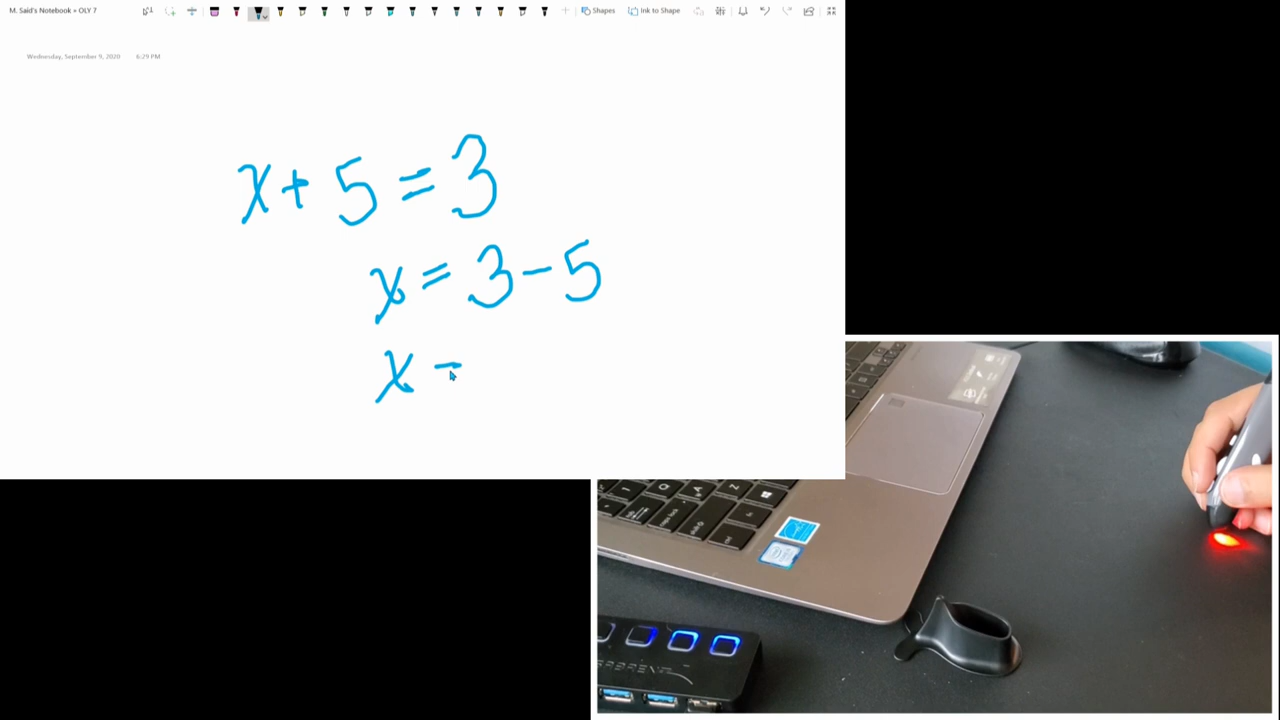 M. Said's Notebook » OLY 7
Shapes
Ink to Shape
Wednesday, September 9, 2020 6:29 PM
x + 5 = 3
x = 3 - 5
x -